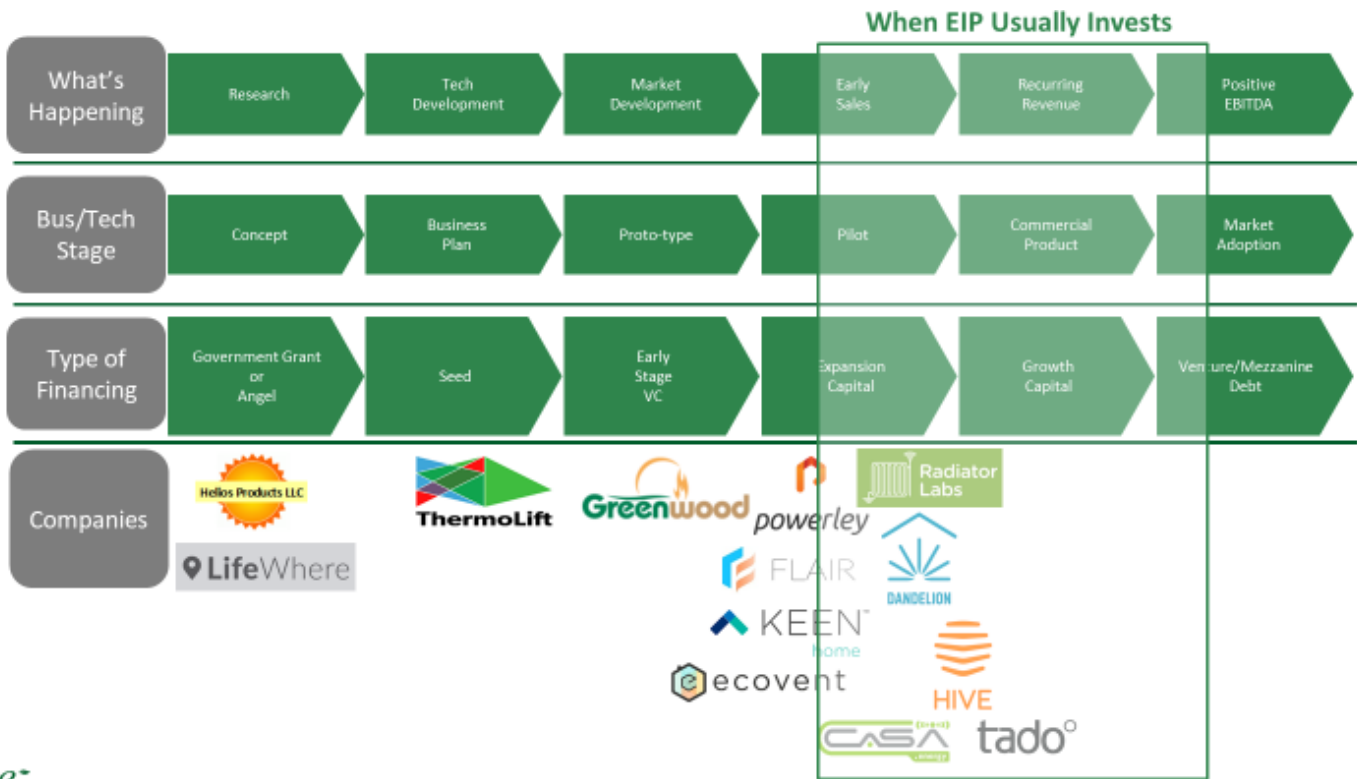 When EIP Usually Invests
What's
Happening
Research
Tech
Development
Market
Development
Early
Sales
Recurring
Revenue
Positive
EBITDA
Bus/Tech
Stage
Concept
Business
Plan
Proto-type
Pilot
Commercial
Product
Market
Adoption
Type of
Financing
Government Grant
or
Angel
Seed
Early
Stage
VC
Expansion
Capital
Growth
Capital
Venture/Mezzanine
Debt
Companies
Helios Products LLC
LifeWhere
ThermoLift
Greenwood
powerley
FLAIR
KEEN™
home
ecovent
Radiator
Labs
DANDELION
HIVE
CASA
.energy
tado°